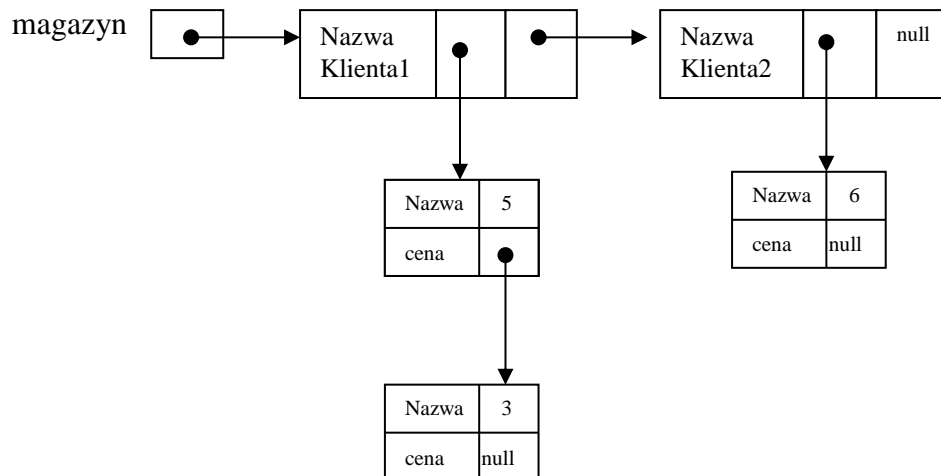 magazyn
Nazwa
Klienta1
Nazwa
Klienta2
null
Nazwa 5
cena
Nazwa 6
cena null
Nazwa 3
cena null